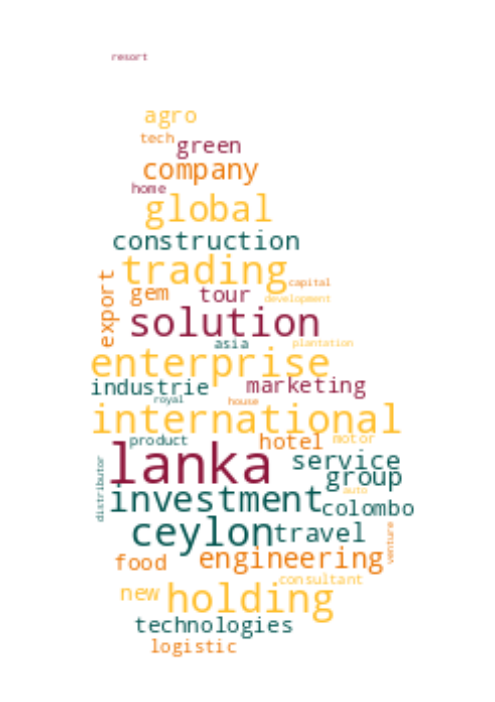 resort
agro
tech
green
company
home
global
construction
trading
capital
export
gem
tour
development
solution
asia
plantation
enterprise
industrie
marketing
royal
house
international
product
hotel
motor
lanka
service
distributor
group
auto
investment
colombo
ceylon
travel
venture
food
engineering
consultant
new
holding
technologies
logistic